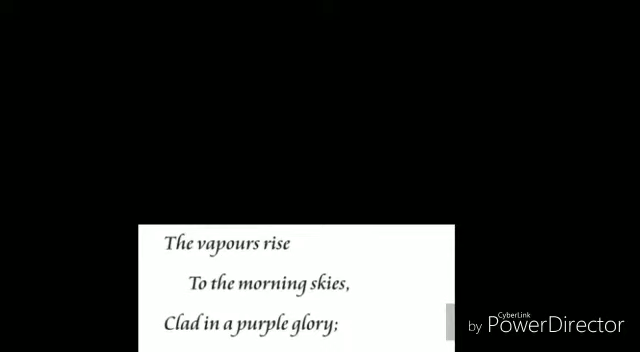 The vapours rise
To the morning skies,
Clad in a purple glory;
CyberLink
by PowerDirector